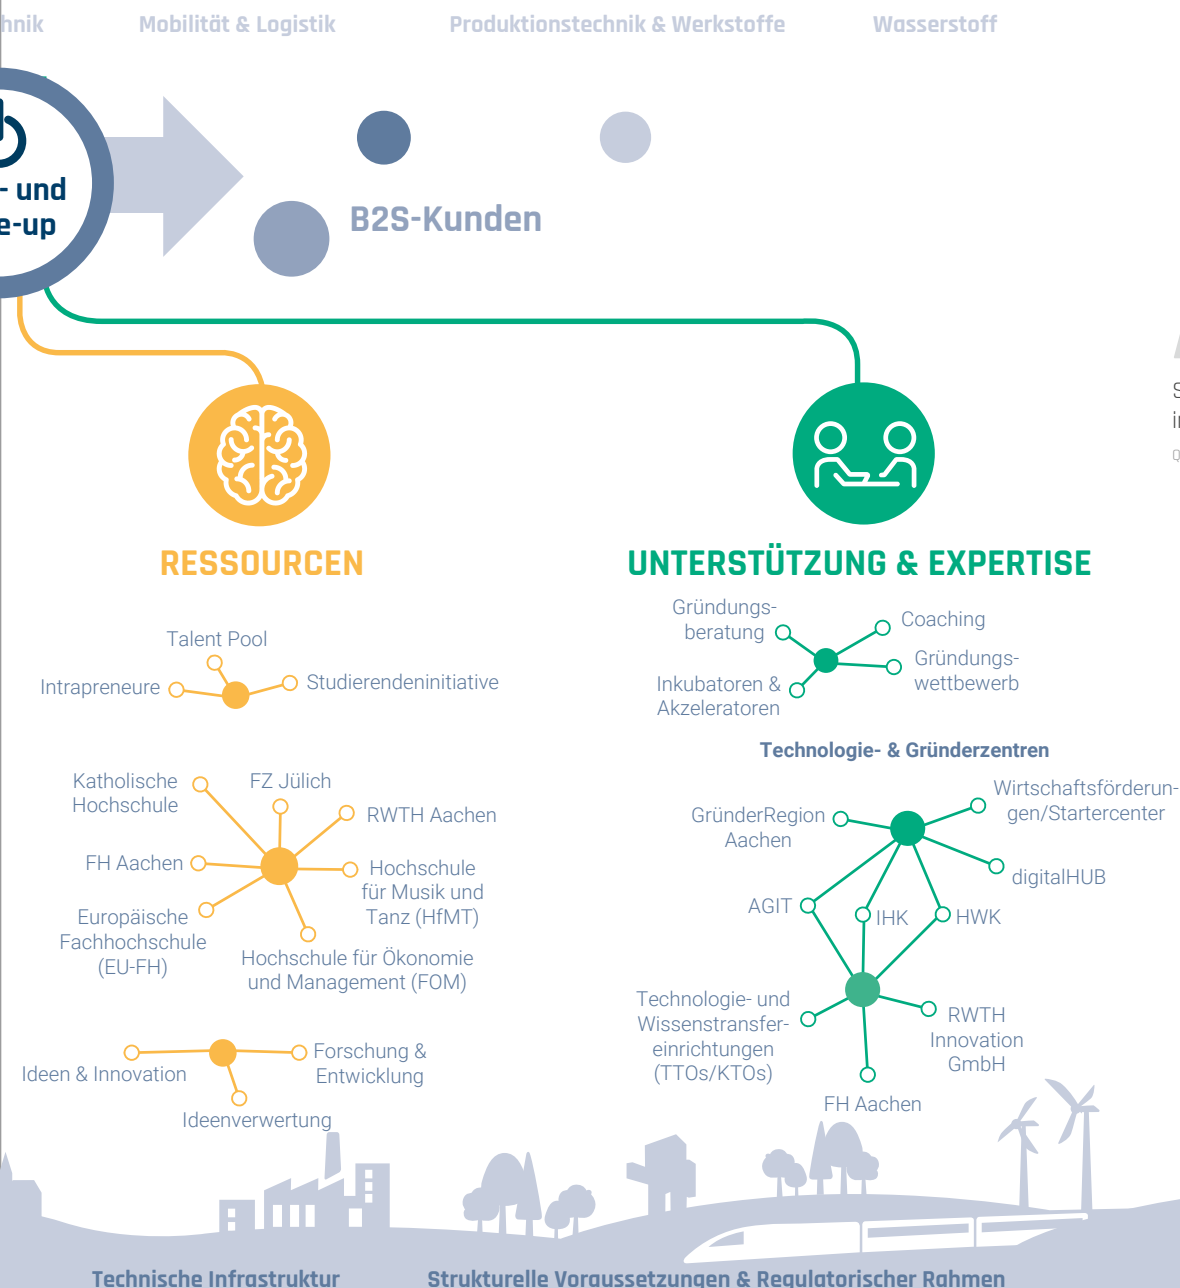 hnik
Mobilität & Logistik
Produktionstechnik & Werkstoffe
Wasserstoff
- und
e-up
B2S-Kunden
RESSOURCEN
Talent Pool
Intrapreneure
Studierendeninitiative
Katholische
Hochschule
FZ Jülich
RWTH Aachen
FH Aachen
Hochschule
für Musik und
Tanz (HfMT)
Europäische
Fachhochschule
(EU-FH)
Hochschule für Ökonomie
und Management (FOM)
Ideen & Innovation
Forschung &
Entwicklung
Ideenverwertung
UNTERSTÜTZUNG & EXPERTISE
Gründungs-
beratung
Coaching
Gründungs-
wettbewerb
Inkubatoren &
Akzeleratoren
Technologie- & Gründerzentren
Wirtschaftsförderun-
gen/Startercenter
GründerRegion
Aachen
digitalHUB
AGIT
IHK
HWK
Technologie- und
Wissenstransfer-
einrichtungen
(TTOs/KTOs)
RWTH
Innovation
GmbH
FH Aachen
Technische Infrastruktur
Strukturelle Voraussetzungen & Regulatorischer Rahmen